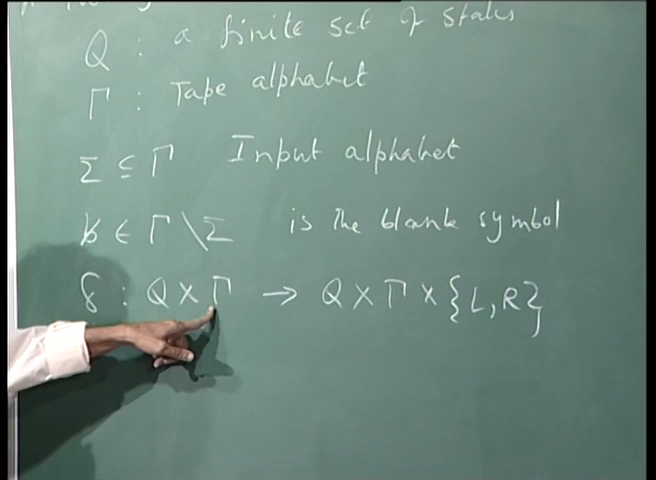 Q : a finite set of states
Γ : Tape alphabet
Σ ⊆ Γ Input alphabet
ƀ ∈ Γ \ Σ is the blank symbol
δ : Q × Γ → Q × Γ × {L, R}